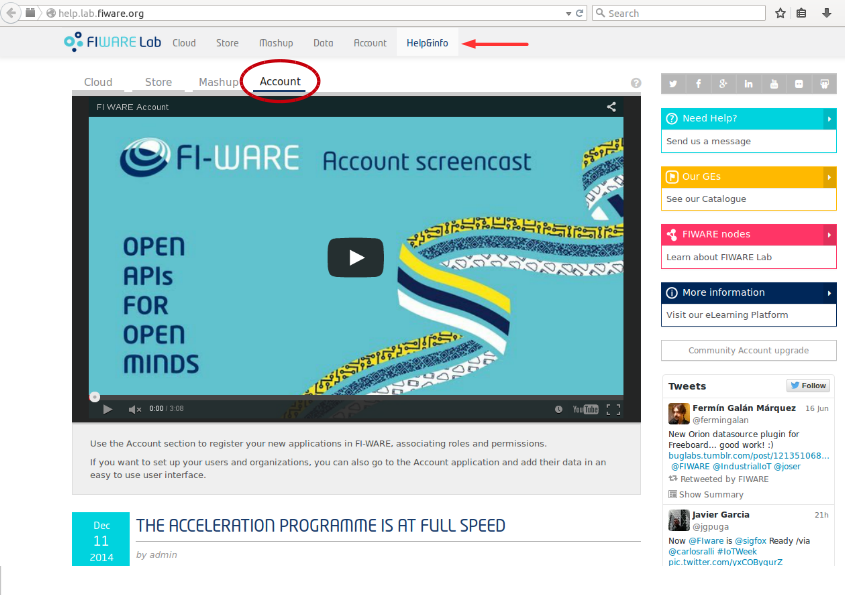 help.lab.fiware.org
Search
FIWARE Lab Cloud Store Mashup Data Account Help&info
Cloud Store Mashup Account
FI WARE Account
FI-WARE Account screencast
OPEN
APIs
FOR
OPEN
MINDS
0:00 / 3:08
YouTube
Use the Account section to register your new applications in FI-WARE, associating roles and permissions.
If you want to set up your users and organizations, you can also go to the Account application and add their data in an
easy to use user interface.
Dec
11
2014
THE ACCELERATION PROGRAMME IS AT FULL SPEED
by admin
Need Help?
Send us a message
Our GEs
See our Catalogue
FIWARE nodes
Learn about FIWARE Lab
More information
Visit our eLearning Platform
Community Account upgrade
Tweets
Follow
Fermín Galán Márquez 16 Jun
@fermingalan
New Orion datasource plugin for
Freeboard... good work! :)
buglabs.tumblr.com/post/121351068...
@FIWARE @IndustrialIoT @joser
Retweeted by FIWARE
Show Summary
Javier Garcia 21h
@jgpuga
Now @FIware is @sigfox Ready /via
@carlosralli #IoTWeek
pic.twitter.com/yxCOBygurZ